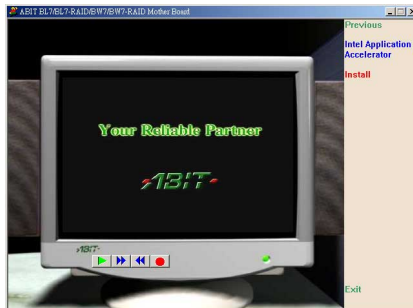 ABIT BL7/BL7-RAID/BW7/BW7-RAID Mother Board
Previous
Intel Application
Accelerator
Install
Your Reliable Partner
ABIT
ABIT
Exit